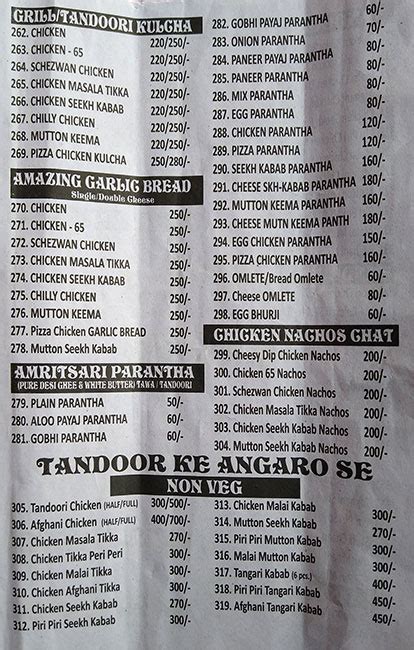 GRILL/TANDOORI KULCHA
262. CHICKEN 220/250/-
263. CHICKEN - 65 220/250/-
264. SCHEZWAN CHICKEN 220/250/-
265. CHICKEN MASALA TIKKA 220/250/-
266. CHICKEN SEEKH KABAB 220/250/-
267. CHILLY CHICKEN 220/250/-
268. MUTTON KEEMA 220/250/-
269. PIZZA CHICKEN KULCHA 250/280/-
AMAZING GARLIC BREAD
Single/Double Cheese
270. CHICKEN 250/-
271. CHICKEN - 65 250/-
272. SCHEZWAN CHICKEN 250/-
273. CHICKEN MASALA TIKKA 250/-
274. CHICKEN SEEKH KABAB 250/-
275. CHILLY CHICKEN 250/-
276. MUTTON KEEMA 250/-
277. Pizza Chicken GARLIC BREAD 250/-
278. Mutton Seekh Kabab 250/-
AMRITSARI PARANTHA
(PURE DESI GHEE & WHITE BUTTER) TAWA / TANDOORI
279. PLAIN PARANTHA 50/-
280. ALOO PAYAJ PARANTHA 60/-
281. GOBHI PARANTHA 60/-
282. GOBHI PAYAJ PARANTHA 60/-
283. ONION PARANTHA 70/-
284. PANEER PAYAJ PARANTHA 80/-
285. PANEER PARANTHA 70/-
286. MIX PARANTHA 60/-
287. EGG PARANTHA 80/-
288. CHICKEN PARANTHA 120/-
289. PIZZA PARANTHA 160/-
290. SEEKH KABAB PARANTHA 160/-
291. CHEESE SKH-KABAB PARANTHA 180/-
292. MUTTON KEEMA PARANTHA 160/-
293. CHEESE MUTN KEEMA PANTH 180/-
294. EGG CHICKEN PARANTHA 120/-
295. PIZZA CHICKEN PARANTHA 160/-
296. OMLETE/Bread Omlete 60/-
297. Cheese OMLETE 80/-
298. EGG BHURJI 60/-
CHICKEN NACHOS CHAT
299. Cheesy Dip Chicken Nachos 200/-
300. Chicken 65 Nachos 200/-
301. Schezwan Chicken Nachos 200/-
302. Chicken Masala Tikka Nachos 200/-
303. Chicken Seekh Kabab Nachos 200/-
304. Mutton Seekh Kabab Nachos 200/-
TANDOOR KE ANGARO SE
NON VEG
305. Tandoori Chicken (HALF/FULL) 300/500/-
306. Afghani Chicken (HALF/FULL) 400/700/-
307. Chicken Masala Tikka 270/-
308. Chicken Tikka Peri Peri 300/-
309. Chicken Malai Tikka 300/-
310. Chicken Afghani Tikka 300/-
311. Chicken Seekh Kabab 270/-
312. Piri Piri Seekh Kabab 300/-
313. Chicken Malai Kabab 300/-
314. Mutton Seekh Kabab 270/-
315. Piri Piri Mutton Kabab 300/-
316. Malai Mutton Kabab 300/-
317. Tangari Kabab (6 pcs.) 400/-
318. Piri Piri Tangari Kabab 450/-
319. Afghani Tangari Kabab 450/-